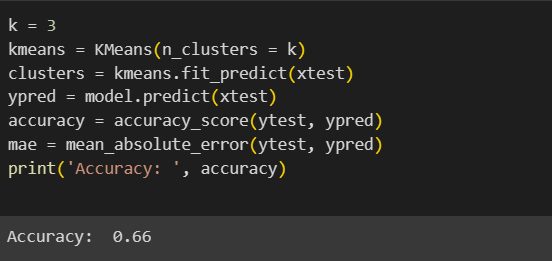 k = 3
kmeans = KMeans(n_clusters = k)
clusters = kmeans.fit_predict(xtest)
ypred = model.predict(xtest)
accuracy = accuracy_score(ytest, ypred)
mae = mean_absolute_error(ytest, ypred)
print('Accuracy: ', accuracy)
Accuracy:  0.66